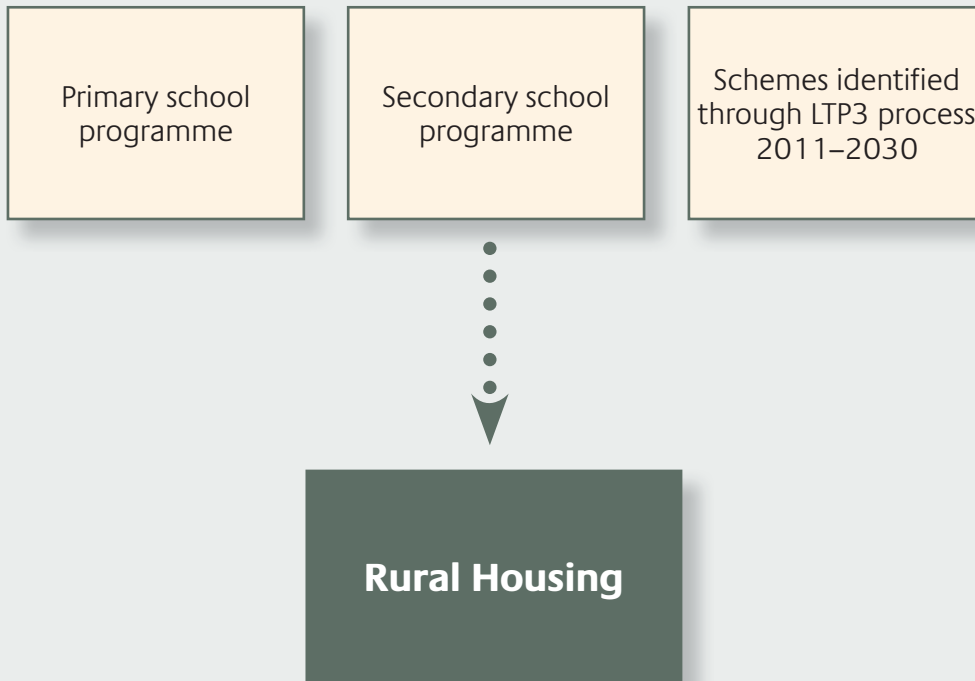 Primary school
programme
Secondary school
programme
Schemes identified
through LTP3 process
2011–2030
Rural Housing